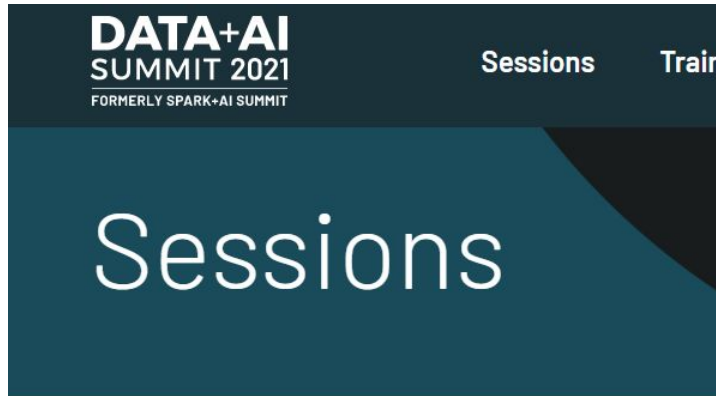 DATA+AI
SUMMIT 2021
FORMERLY SPARK+AI SUMMIT
Sessions
Sessions